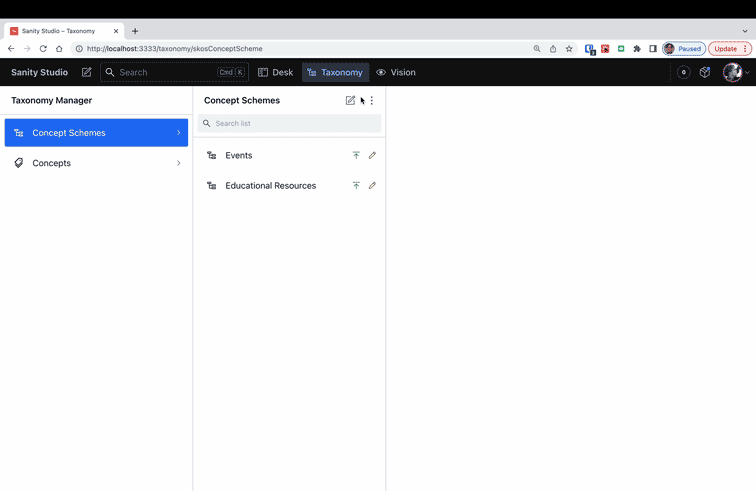 Sanity Studio – Taxonomy
http://localhost:3333/taxonomy/skosConceptScheme
Paused
Update
Sanity Studio
Search
Cmd K
Desk
Taxonomy
Vision
0
Taxonomy Manager
Concept Schemes
Concepts
Concept Schemes
Search list
Events
Educational Resources